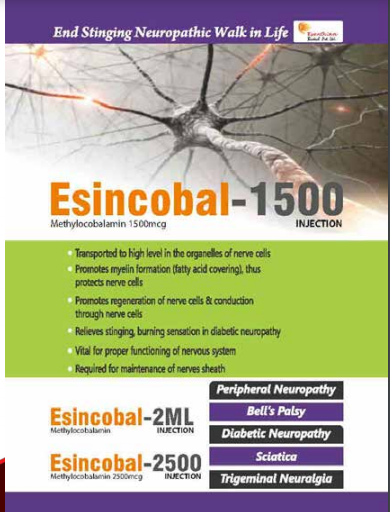 End Stinging Neuropathic Walk in Life
Esincobal-1500
Methylocobalamin 1500mcg
INJECTION
Transported to high level in the organelles of nerve cells
Promotes myelin formation (fatty acid covering), thus
protects nerve cells
Promotes regeneration of nerve cells & conduction
through nerve cells
Relieves stinging, burning sensation in diabetic neuropathy
Vital for proper functioning of nervous system
Required for maintenance of nerves sheath
Peripheral Neuropathy
Bell's Palsy
Diabetic Neuropathy
Sciatica
Trigeminal Neuralgia
Esincobal-2ML
Methylocobalamin
INJECTION
Esincobal-2500
Methylocobalamin 2500mcg
INJECTION